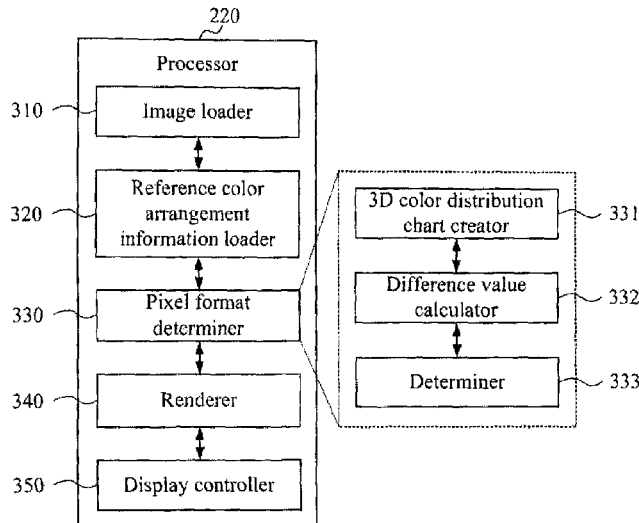 220
Processor
310
Image loader
320
Reference color
arrangement
information loader
330
Pixel format
determiner
340
Renderer
350
Display controller
3D color distribution
chart creator
331
Difference value
calculator
332
Determiner
333